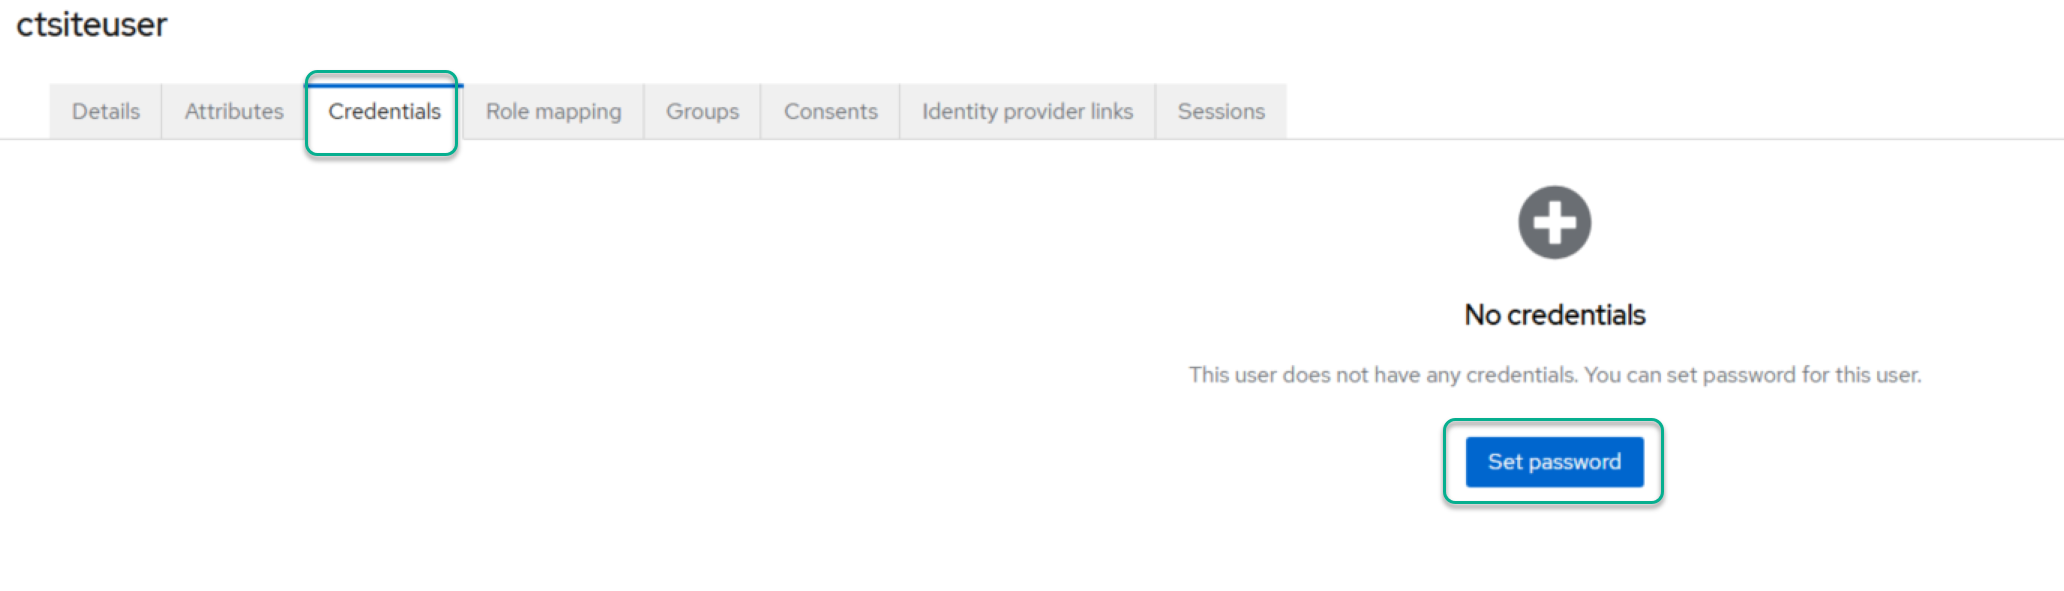 ctsiteuser
Details Attributes Credentials Role mapping Groups Consents Identity provider links Sessions
No credentials
This user does not have any credentials. You can set password for this user.
Set password